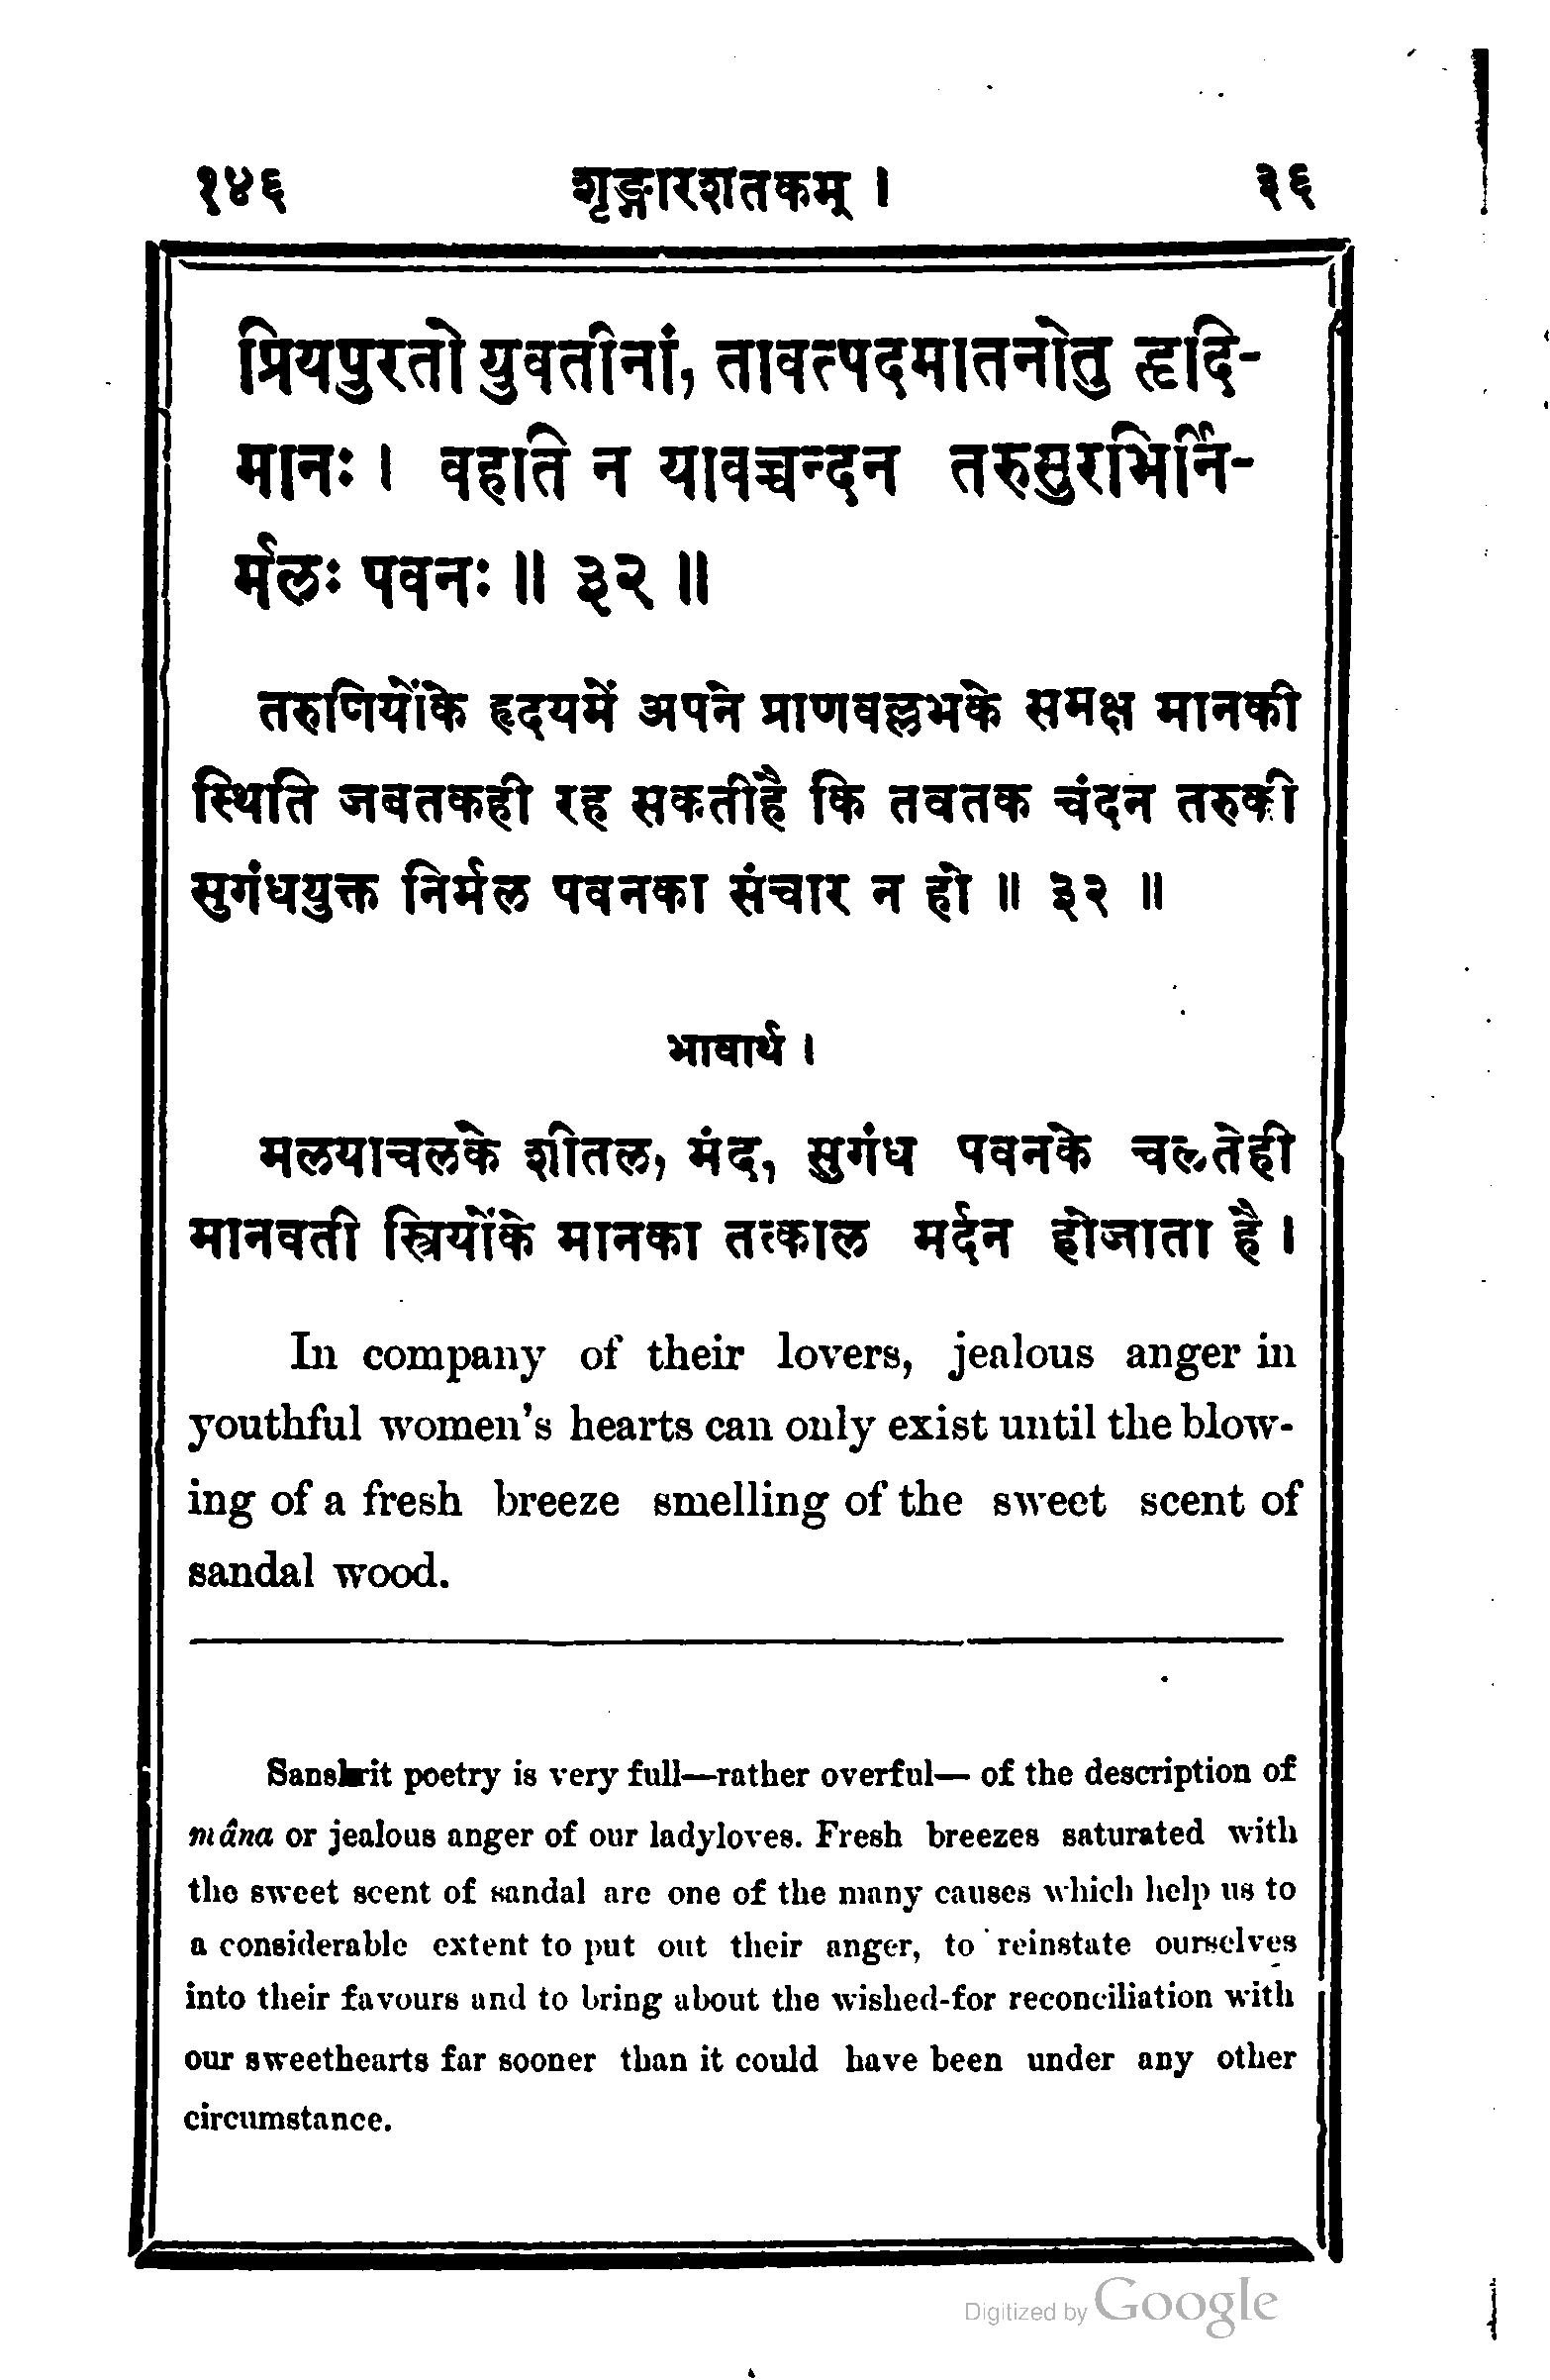 १४६ शृङ्गारशतकम् । ३६
प्रियपुरतो युवतीनां, तावत्पदमातनोतु हृदि-
मानः । वहाति न यावच्चन्दन तरुसुरभिर्नि-
र्मलः पवनः ॥ ३२ ॥
तरुणियोंके हृदयमें अपने प्राणवल्लभके समक्ष मानकी
स्थिति जबतकही रह सकतीहै कि तवतक चंदन तरुकी
सुगंधयुक्त निर्मल पवनका संचार न हो ॥ ३२ ॥
भावार्थ ।
मलयाचलके शीतल, मंद, सुगंध पवनके चलतेही
मानवती स्त्रियोंके मानका तत्काल मर्दन होजाता है ।
In company of their lovers, jealous anger in
youthful women's hearts can only exist until the blow-
ing of a fresh breeze smelling of the sweet scent of
sandal wood.
Sanskrit poetry is very full—rather overful— of the description of
mâna or jealous anger of our ladyloves. Fresh breezes saturated with
the sweet scent of sandal are one of the many causes which help us to
a considerable extent to put out their anger, to reinstate ourselves
into their favours and to bring about the wished-for reconciliation with
our sweethearts far sooner than it could have been under any other
circumstance.
Digitized by Google